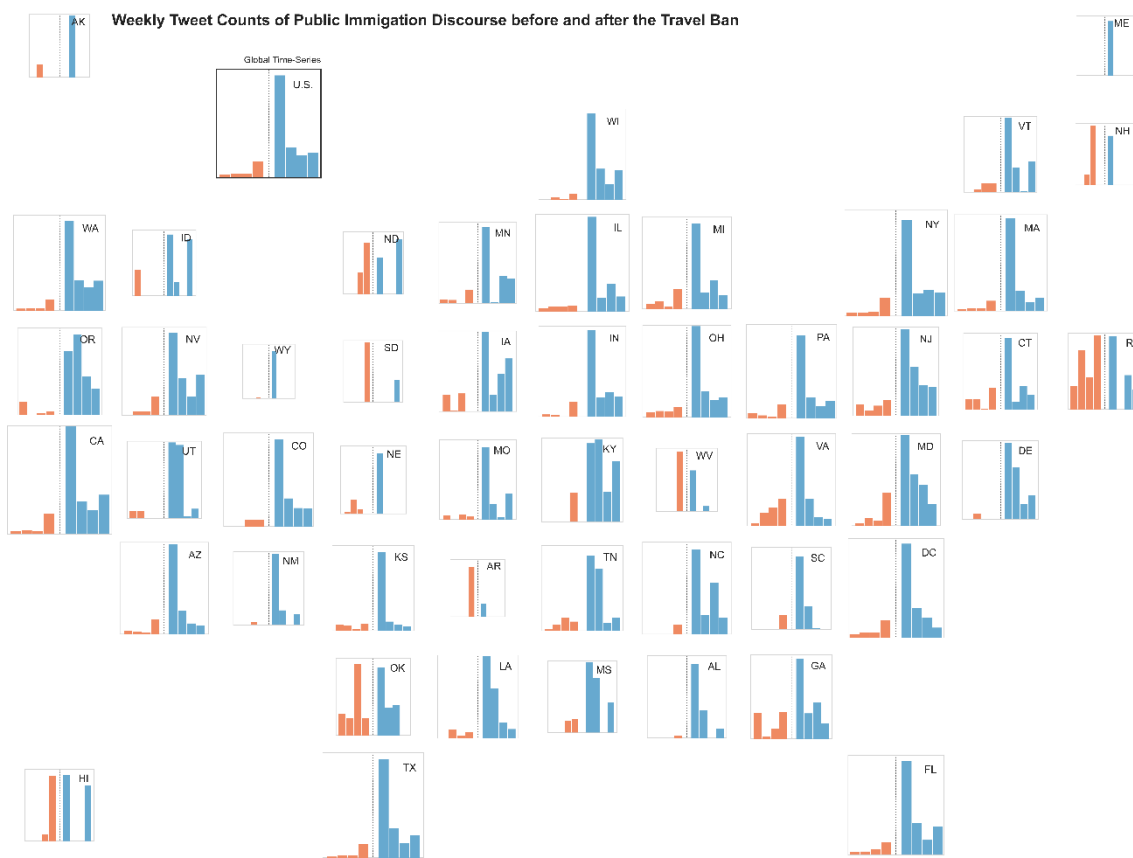 AK
Weekly Tweet Counts of Public Immigation Discourse before and after the Travel Ban
ME
Global Time-Series
U.S.
WI
VT
NH
WA
ID
ND
MN
IL
MI
NY
MA
OR
NV
WY
SD
IA
IN
OH
PA
NJ
CT
R
CA
UT
CO
NE
MO
KY
WV
VA
MD
DE
AZ
NM
KS
AR
TN
NC
SC
DC
OK
LA
MS
AL
GA
HI
TX
FL